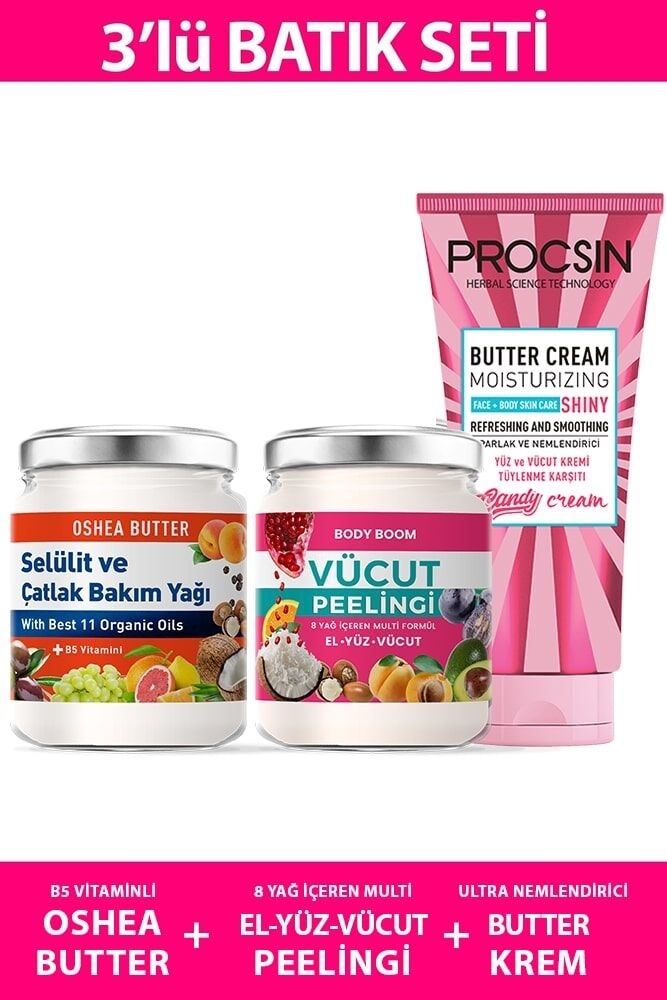 3'lü BATIK SETİ
PROCSIN
HERBAL SCIENCE TECHNOLOGY
BUTTER CREAM
MOISTURIZING
FACE + BODY SKIN CARE SHINY
REFRESHING AND SMOOTHING
PARLAK VE NEMLENDİRİCİ
YÜZ ve VÜCUT KREMİ
TÜYLENME KARŞITI
Candy cream
OSHEA BUTTER
Selülit ve
Çatlak Bakım Yağı
With Best 11 Organic Oils
+B5 Vitamini
BODY BOOM
VÜCUT
PEELİNGİ
8 YAĞ İÇEREN MULTİ FORMÜL
EL•YÜZ•VÜCUT
B5 VİTAMİNLİ
OSHEA
BUTTER
+
8 YAĞ İÇEREN MULTİ
EL-YÜZ-VÜCUT
PEELİNGİ
+
ULTRA NEMLENDİRİCİ
BUTTER
KREM